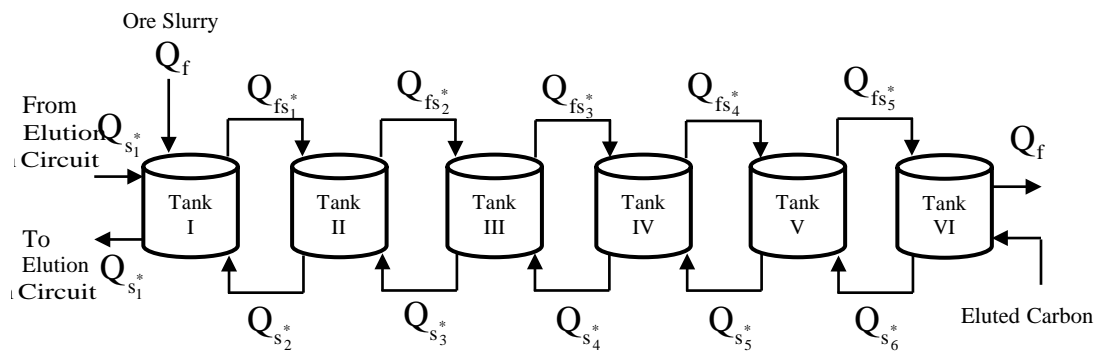 Ore Slurry
Q_f
From
Elution
Circuit
Q_{s_1^*}
Q_{fs_1^*}
Q_{fs_2^*}
Q_{fs_3^*}
Q_{fs_4^*}
Q_{fs_5^*}
Q_f
Tank
I
Tank
II
Tank
III
Tank
IV
Tank
V
Tank
VI
To
Elution
Circuit
Q_{s_1^*}
Q_{s_2^*}
Q_{s_3^*}
Q_{s_4^*}
Q_{s_5^*}
Q_{s_6^*}
Eluted Carbon